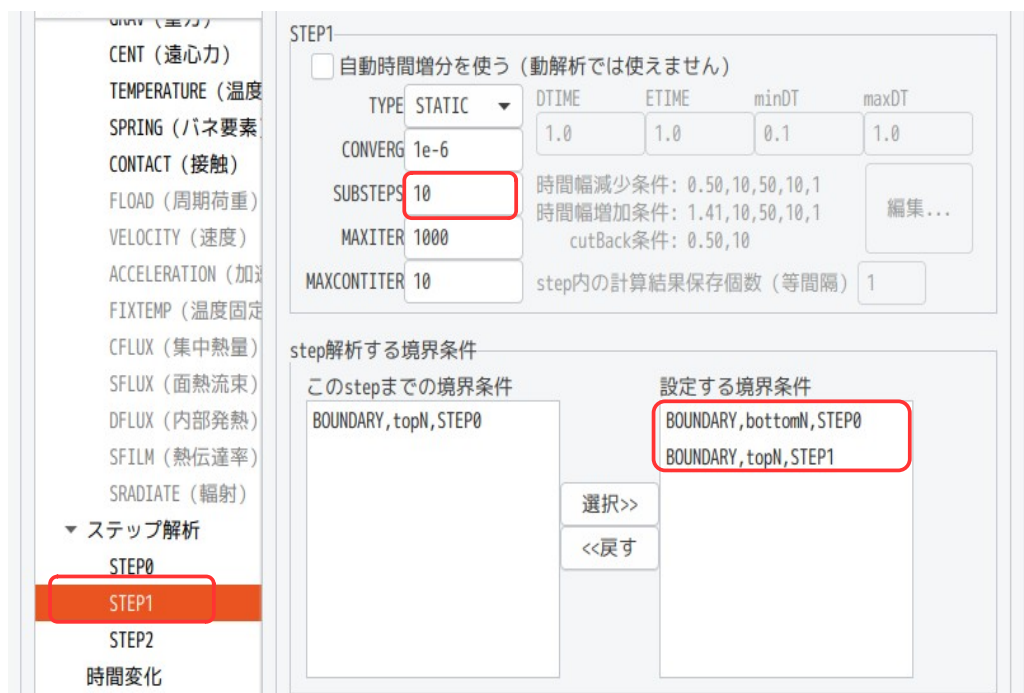 CENT (遠心力)
TEMPERATURE (温度
SPRING (バネ要素
CONTACT (接触)
FLOAD (周期荷重)
VELOCITY (速度)
ACCELERATION (加速
FIXTEMP (温度固定
CFLUX (集中熱量)
SFLUX (面熱流束)
DFLUX (内部発熱)
SFILM (熱伝達率)
SRADIATE (輻射)
▼ ステップ解析
STEP0
STEP1
STEP2
時間変化
STEP1
自動時間増分を使う (動解析では使えません)
TYPE STATIC ▼
CONVERG 1e-6
SUBSTEPS 10
MAXITER 1000
MAXCONTITER 10
DTIME ETIME minDT maxDT
1.0 1.0 0.1 1.0
時間幅減少条件: 0.50,10,50,10,1
時間幅増加条件: 1.41,10,50,10,1
cutBack条件: 0.50,10
編集...
step内の計算結果保存個数 (等間隔) 1
step解析する境界条件
このstepまでの境界条件
BOUNDARY,topN,STEP0
選択>>
<<戻す
設定する境界条件
BOUNDARY,bottomN,STEP0
BOUNDARY,topN,STEP1